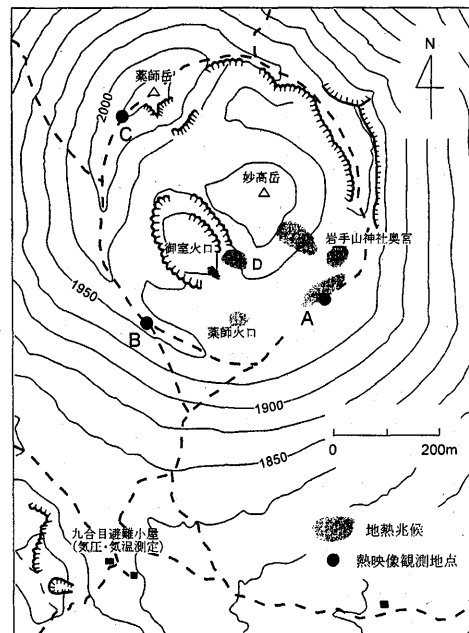 N
薬師岳
2000
C
妙高岳
御室火口
岩手山神社奥宮
D
1950
薬師火口
A
B
1900
1850
0 200m
九合目避難小屋
(気圧・気温測定)
地熱兆候
熱映像観測地点